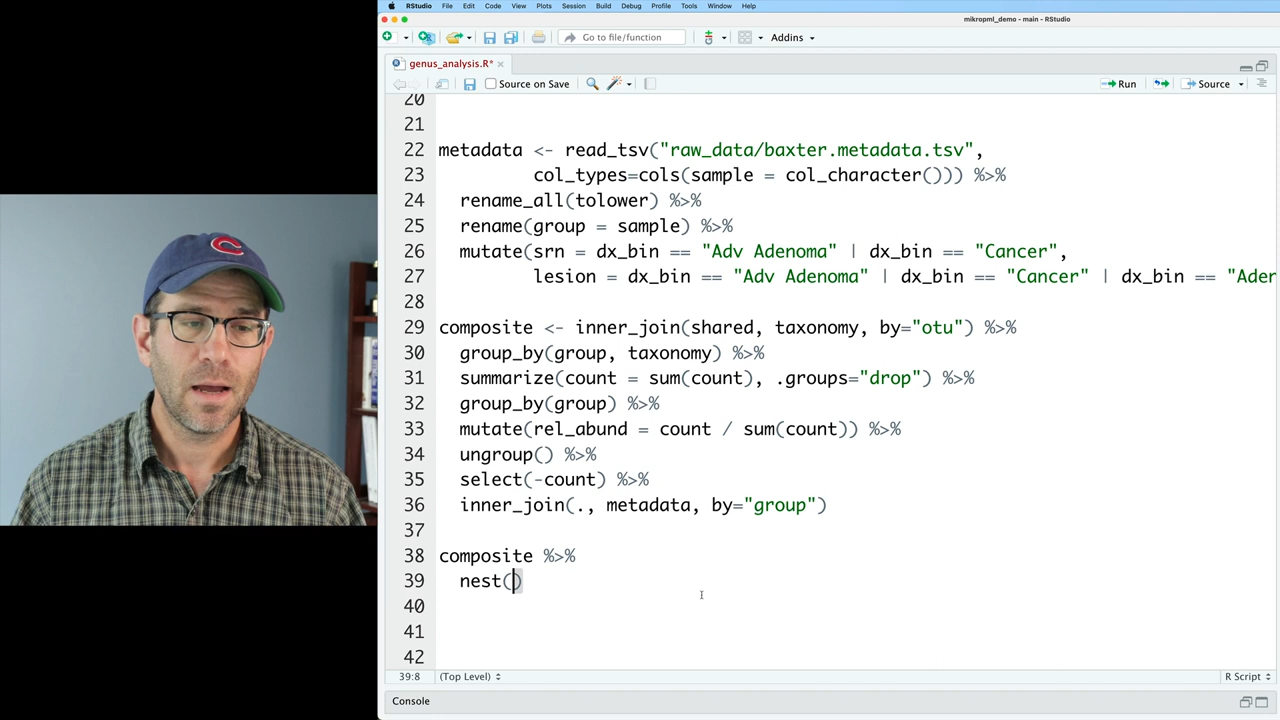 RStudio File Edit Code View Plots Session Build Debug Profile Tools Window Help
mikropml_demo - main - RStudio
Go to file/function Addins
genus_analysis.R*
Source on Save Run Source
20
21
22 metadata <- read_tsv("raw_data/baxter.metadata.tsv",
23 col_types=cols(sample = col_character())) %>%
24 rename_all(tolower) %>%
25 rename(group = sample) %>%
26 mutate(srn = dx_bin == "Adv Adenoma" | dx_bin == "Cancer",
27 lesion = dx_bin == "Adv Adenoma" | dx_bin == "Cancer" | dx_bin == "Aden
28
29 composite <- inner_join(shared, taxonomy, by="otu") %>%
30 group_by(group, taxonomy) %>%
31 summarize(count = sum(count), .groups="drop") %>%
32 group_by(group) %>%
33 mutate(rel_abund = count / sum(count)) %>%
34 ungroup() %>%
35 select(-count) %>%
36 inner_join(., metadata, by="group")
37
38 composite %>%
39 nest()
40
41
42
39:8 (Top Level) R Script
Console